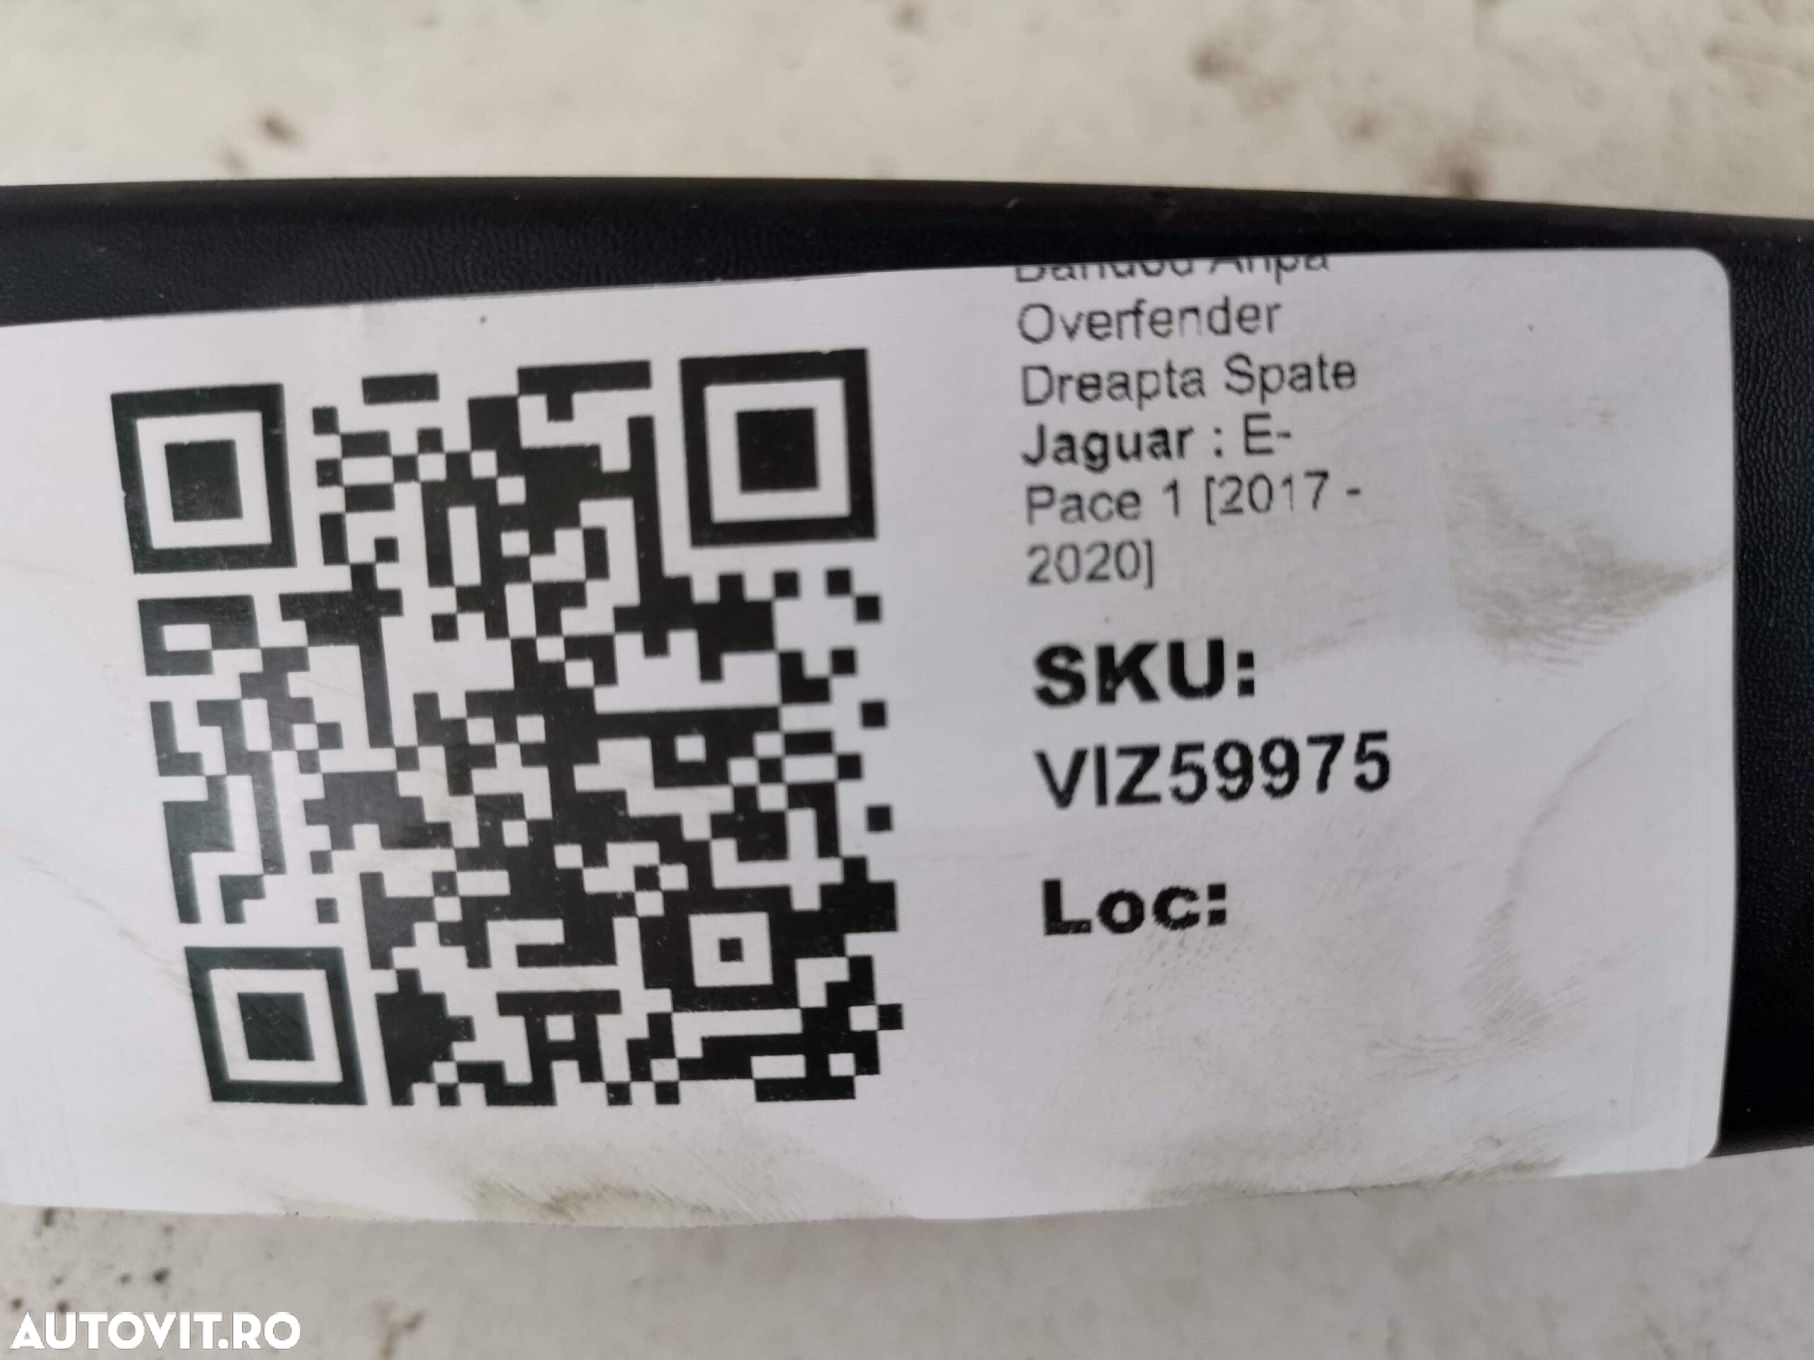 Overfender
Dreapta Spate
Jaguar : E-
Pace 1 [2017 -
2020]
SKU:
VIZ59975
Loc:
AUTOVIT.RO